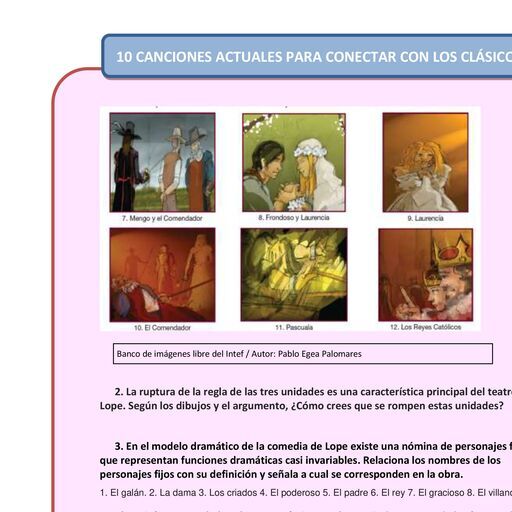 10 CANCIONES ACTUALES PARA CONECTAR CON LOS CLÁSICO
7. Mengo y el Comendador
8. Frondoso y Laurencia
9. Laurencia
10. El Comendador
11. Pascuala
12. Los Reyes Católicos
Banco de imágenes libre del Intef / Autor: Pablo Egea Palomares
2. La ruptura de la regla de las tres unidades es una característica principal del teatr
Lope. Según los dibujos y el argumento, ¿Cómo crees que se rompen estas unidades?
3. En el modelo dramático de la comedia de Lope existe una nómina de personajes f
que representan funciones dramáticas casi invariables. Relaciona los nombres de los
personajes fijos con su definición y señala a cual se corresponden en la obra.
1. El galán. 2. La dama 3. Los criados 4. El poderoso 5. El padre 6. El rey 7. El gracioso 8. El villano